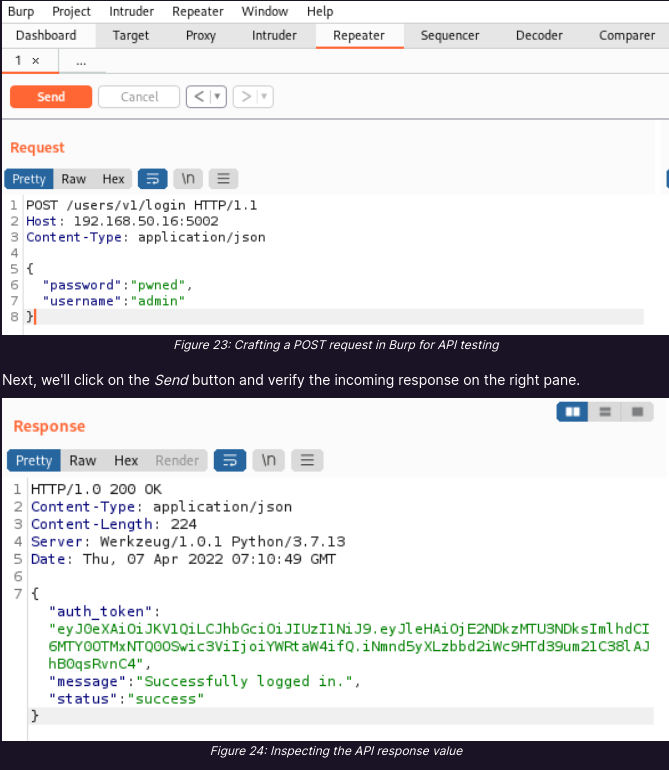 Burp Project Intruder Repeater Window Help
Dashboard Target Proxy Intruder Repeater Sequencer Decoder Comparer
1 × ...
Send Cancel < ▾ > ▾
Request
Pretty Raw Hex \n
1 POST /users/v1/login HTTP/1.1
2 Host: 192.168.50.16:5002
3 Content-Type: application/json
4
5 {
6 "password":"pwned",
7 "username":"admin"
8 }
Figure 23: Crafting a POST request in Burp for API testing
Next, we'll click on the Send button and verify the incoming response on the right pane.
Response
Pretty Raw Hex Render \n
1 HTTP/1.0 200 OK
2 Content-Type: application/json
3 Content-Length: 224
4 Server: Werkzeug/1.0.1 Python/3.7.13
5 Date: Thu, 07 Apr 2022 07:10:49 GMT
6
7 {
"auth_token":
"eyJ0eXAiOiJKV1QiLCJhbGciOiJIUzI1NiJ9.eyJleHAiOjE2NDkzMTU3NDksImlhdCI
6MTY0OTMxNTQ0OSwic3ViIjoiYWRtaW4ifQ.iNmnd5yXLzbbd2iWc9HTd39um21C38lAJ
hB0qsRvnC4",
"message":"Successfully logged in.",
"status":"success"
}
Figure 24: Inspecting the API response value